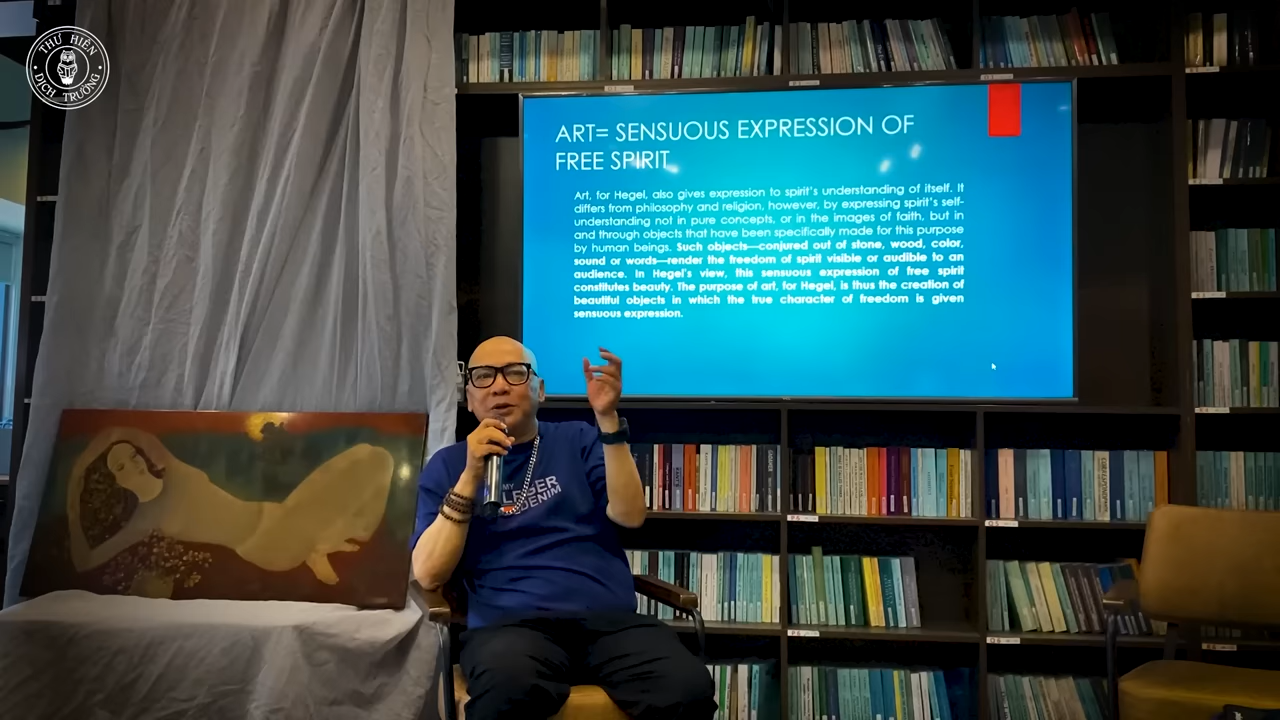 THƯ HIÊN
DỊCH TRƯỜNG
ART= SENSUOUS EXPRESSION OF
FREE SPIRIT
Art, for Hegel, also gives expression to spirit's understanding of itself. It
differs from philosophy and religion, however, by expressing spirit's self-
understanding not in pure concepts, or in the images of faith, but in
and through objects that have been specifically made for this purpose
by human beings. Such objects—conjured out of stone, wood, color,
sound or words—render the freedom of spirit visible or audible to an
audience. In Hegel's view, this sensuous expression of free spirit
constitutes beauty. The purpose of art, for Hegel, is thus the creation of
beautiful objects in which the true character of freedom is given
sensuous expression.
MY
DENIM